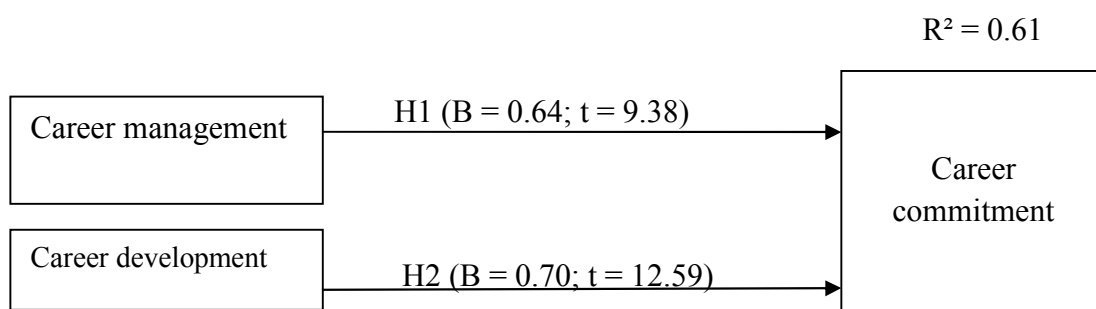 R² = 0.61
Career management
H1 (B = 0.64; t = 9.38)
Career
commitment
Career development
H2 (B = 0.70; t = 12.59)